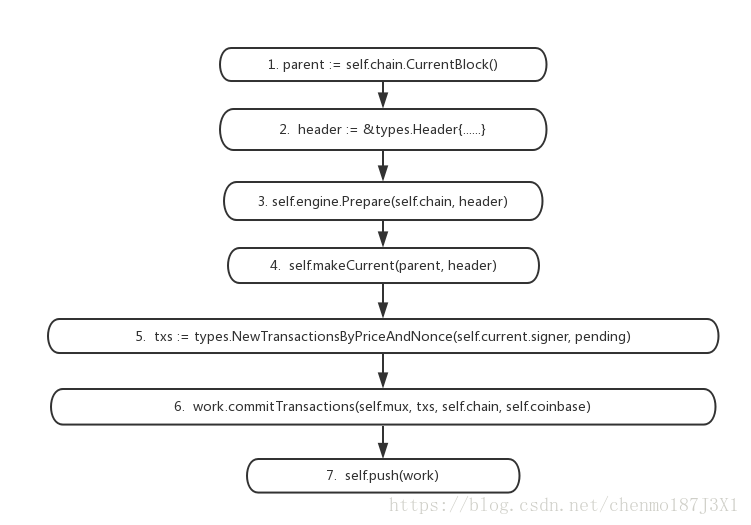 1. parent := self.chain.CurrentBlock()
2. header := &types.Header{......}
3. self.engine.Prepare(self.chain, header)
4. self.makeCurrent(parent, header)
5. txs := types.NewTransactionsByPriceAndNonce(self.current.signer, pending)
6. work.commitTransactions(self.mux, txs, self.chain, self.coinbase)
7. self.push(work)
https://blog.csdn.net/chenmo187J3X1